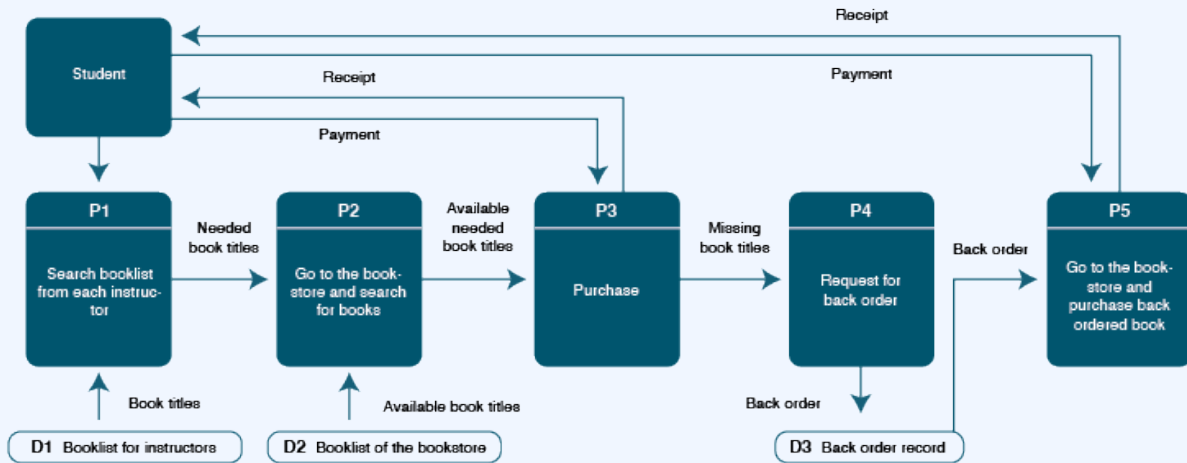 Receipt
Student
Payment
Receipt
Payment
P1
Search booklist
from each instruc-
tor
Needed
book titles
P2
Go to the book-
store and search
for books
Available
needed
book titles
P3
Purchase
Missing
book titles
P4
Request for
back order
Back order
P5
Go to the book-
store and
purchase back
ordered book
Book titles
Available book titles
Back order
D1 Booklist for instructors
D2 Booklist of the bookstore
D3 Back order record